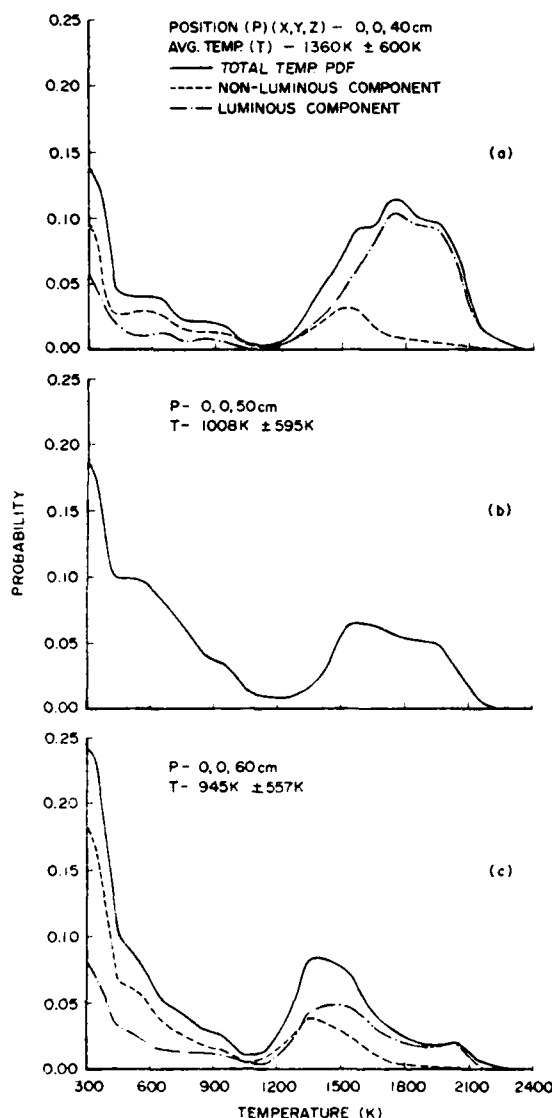 POSITION (P) (X,Y,Z) - 0,0,40cm
AVG. TEMP. (T) - 1360K ± 600K
TOTAL TEMP. PDF
NON-LUMINOUS COMPONENT
LUMINOUS COMPONENT
(a)
0.25
0.20
0.15
0.10
0.05
0.00
P- 0,0,50cm
T- 1008K ±595K
(b)
0.25
0.20
0.15
0.10
0.05
0.00
PROBABILITY
P- 0,0,60cm
T- 945K ±557K
(c)
0.25
0.20
0.15
0.10
0.05
0.00
300 600 900 1200 1500 1800 2100 2400
TEMPERATURE (K)